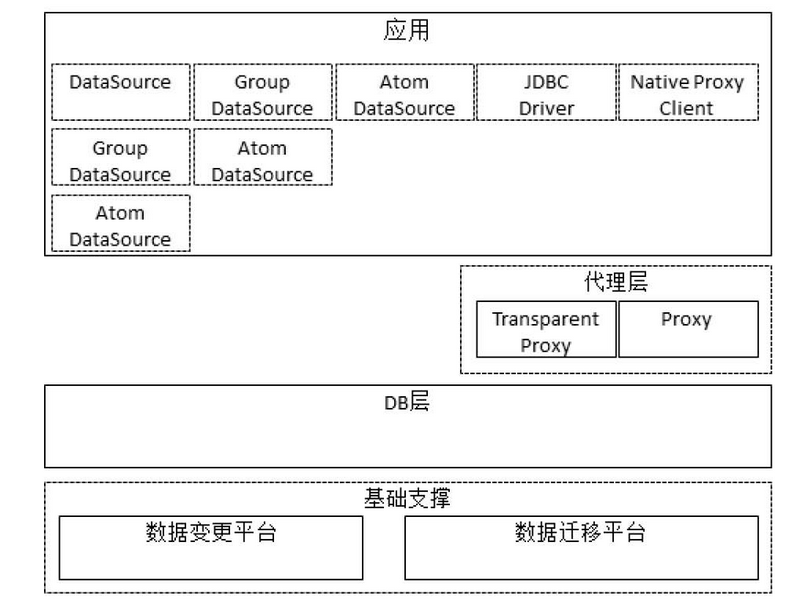 应用
DataSource
Group
DataSource
Atom
DataSource
JDBC
Driver
Native Proxy
Client
Group
DataSource
Atom
DataSource
Atom
DataSource
代理层
Transparent
Proxy
Proxy
DB层
基础支撑
数据变更平台
数据迁移平台